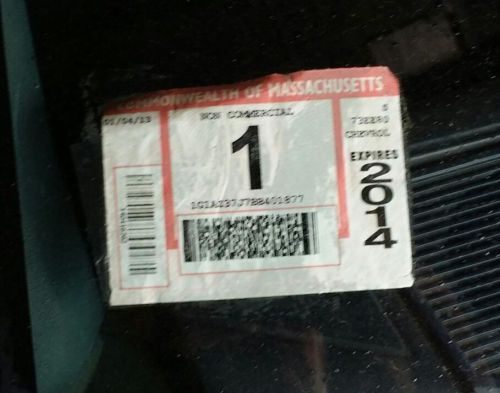 COMMONWEALTH OF MASSACHUSETTS
01/04/13
NON COMMERCIAL
1
1G1AZ37J7BB401877
S
CHEVROL
EXPIRES
2014